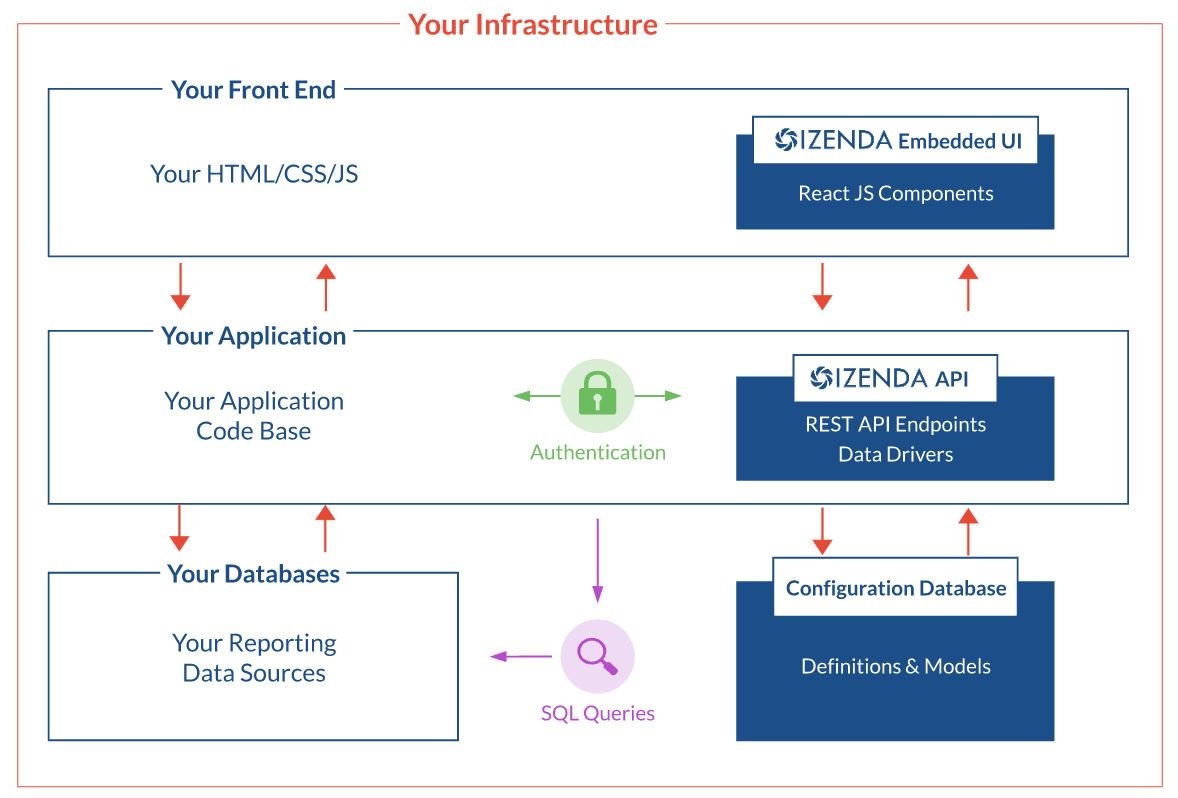 Your Infrastructure
Your Front End
Your HTML/CSS/JS
IZENDA Embedded UI
React JS Components
Your Application
Your Application
Code Base
Authentication
IZENDA API
REST API Endpoints
Data Drivers
Your Databases
Your Reporting
Data Sources
SQL Queries
Configuration Database
Definitions & Models